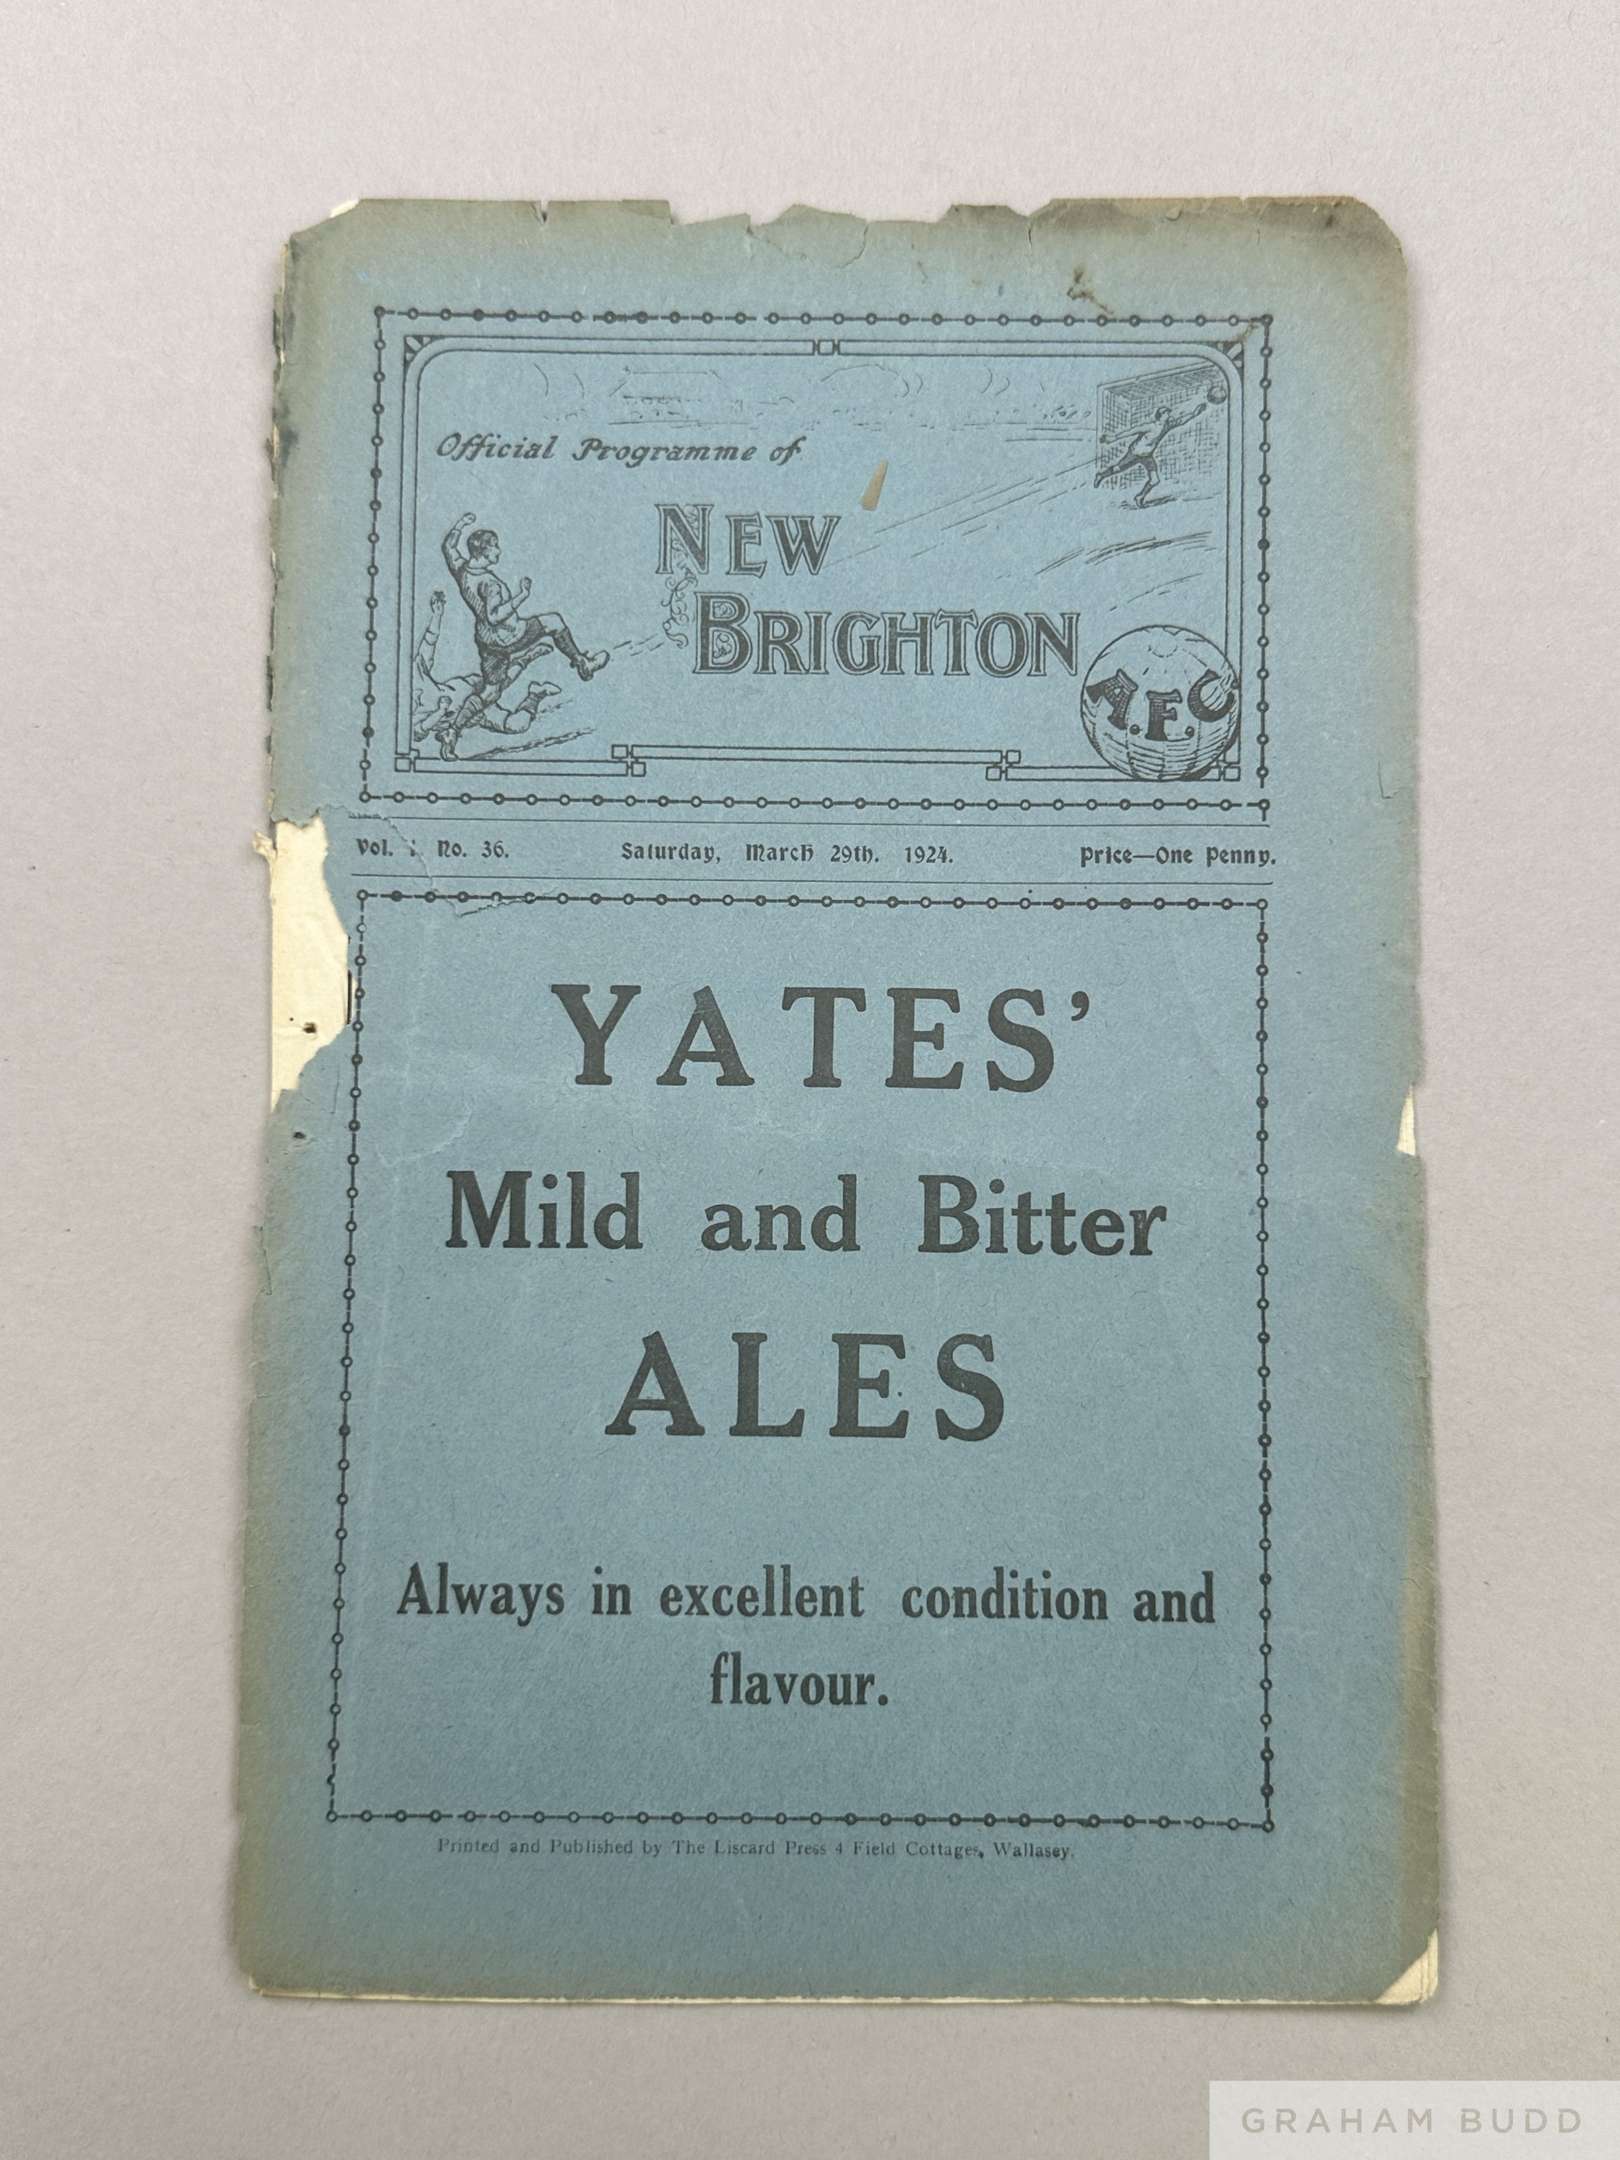 Official Programme of
NEW
BRIGHTON
A.F.C
Vol. No. 36. Saturday, March 29th. 1924. Price—One Penny.
YATES'
Mild and Bitter
ALES
Always in excellent condition and
flavour.
Printed and Published by The Liscard Press 4 Field Cottages, Wallasey.
GRAHAM BUDD